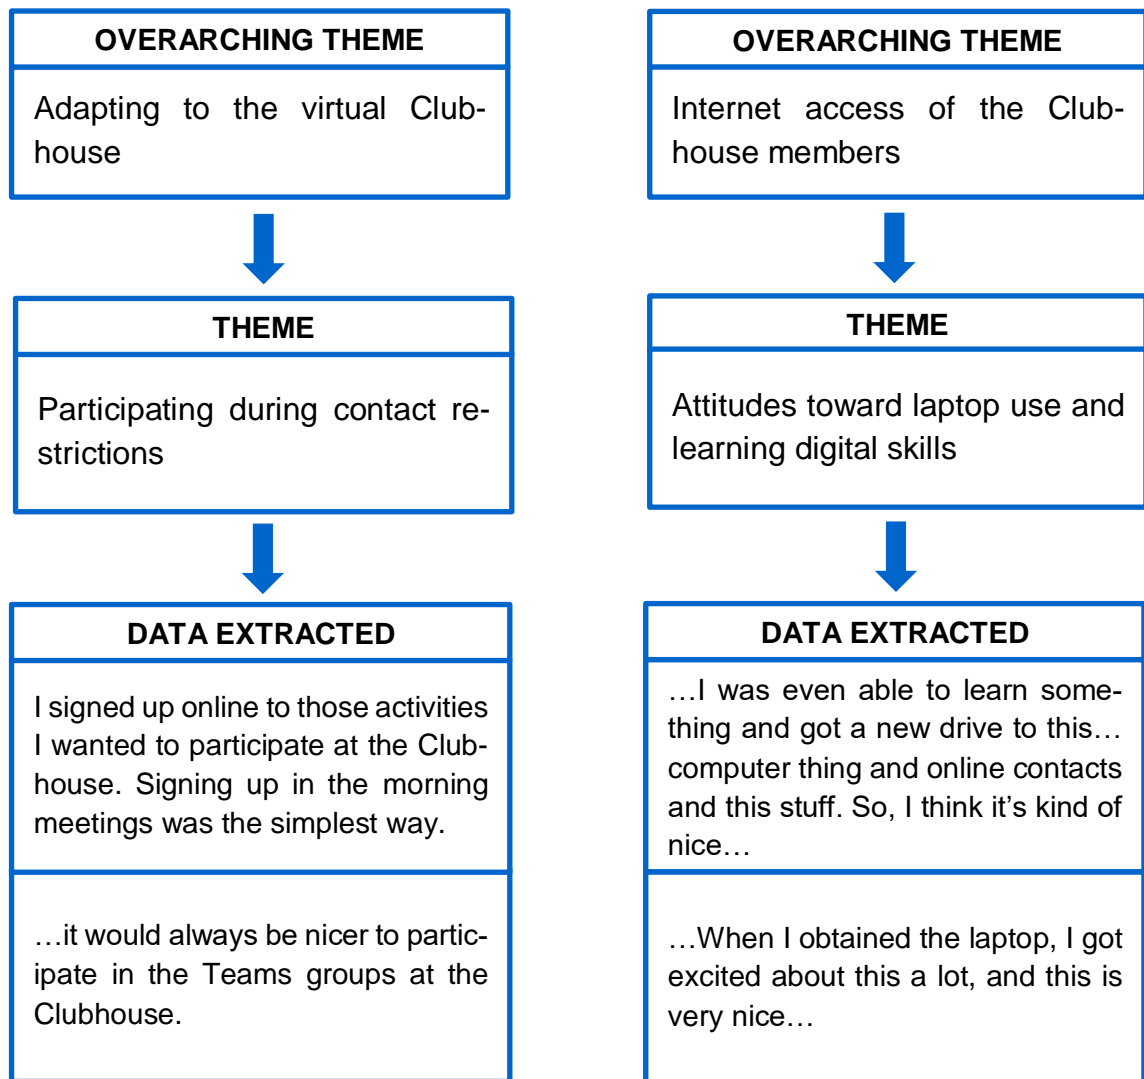 OVERARCHING THEME
Adapting to the virtual Club-
house
THEME
Participating during contact re-
strictions
DATA EXTRACTED
I signed up online to those activities
I wanted to participate at the Club-
house. Signing up in the morning
meetings was the simplest way.
…it would always be nicer to partic-
ipate in the Teams groups at the
Clubhouse.
OVERARCHING THEME
Internet access of the Club-
house members
THEME
Attitudes toward laptop use and
learning digital skills
DATA EXTRACTED
…I was even able to learn some-
thing and got a new drive to this…
computer thing and online contacts
and this stuff. So, I think it’s kind of
nice…
…When I obtained the laptop, I got
excited about this a lot, and this is
very nice…